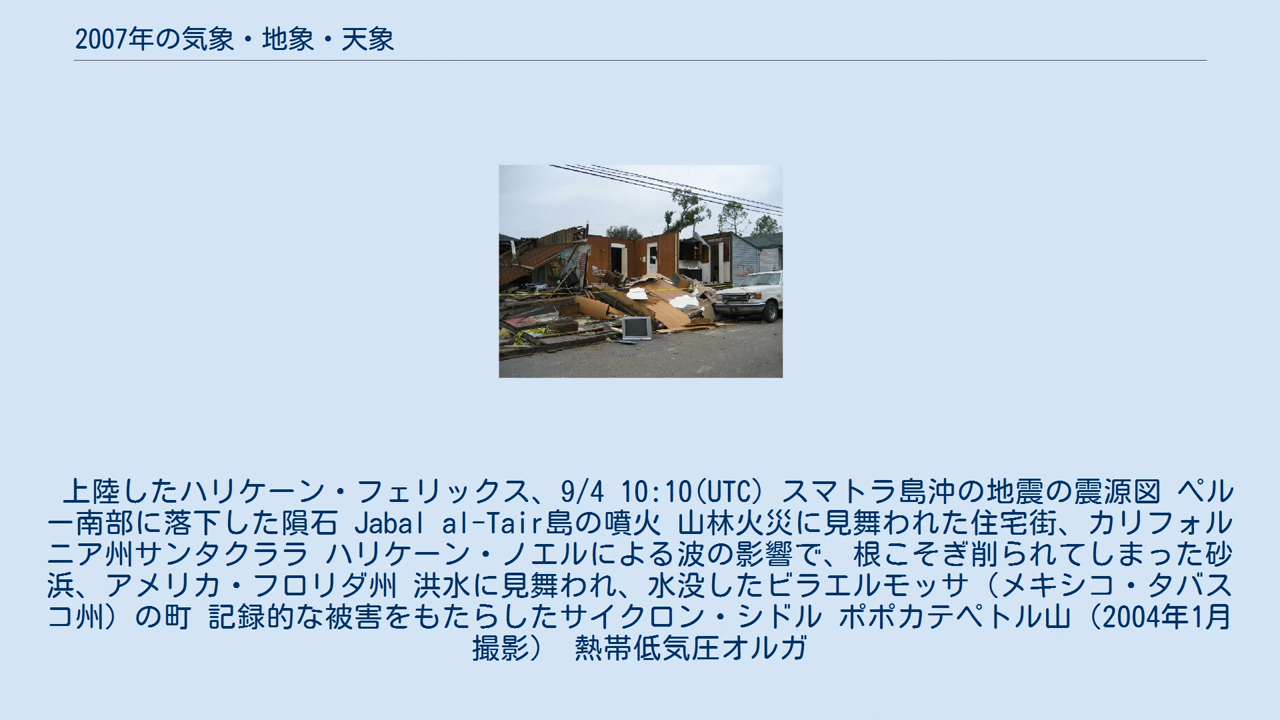 2007年の気象・地象・天象
上陸したハリケーン・フェリックス、9/4 10:10(UTC) スマトラ島沖の地震の震源図 ペル
ー南部に落下した隕石 Jabal al-Tair島の噴火 山林火災に見舞われた住宅街、カリフォル
ニア州サンタクララ ハリケーン・ノエルによる波の影響で、根こそぎ削られてしまった砂
浜、アメリカ・フロリダ州 洪水に見舞われ、水没したビラエルモッサ（メキシコ・タバス
コ州）の町 記録的な被害をもたらしたサイクロン・シドル ポポカテペトル山（2004年1月
撮影） 熱帯低気圧オルガ